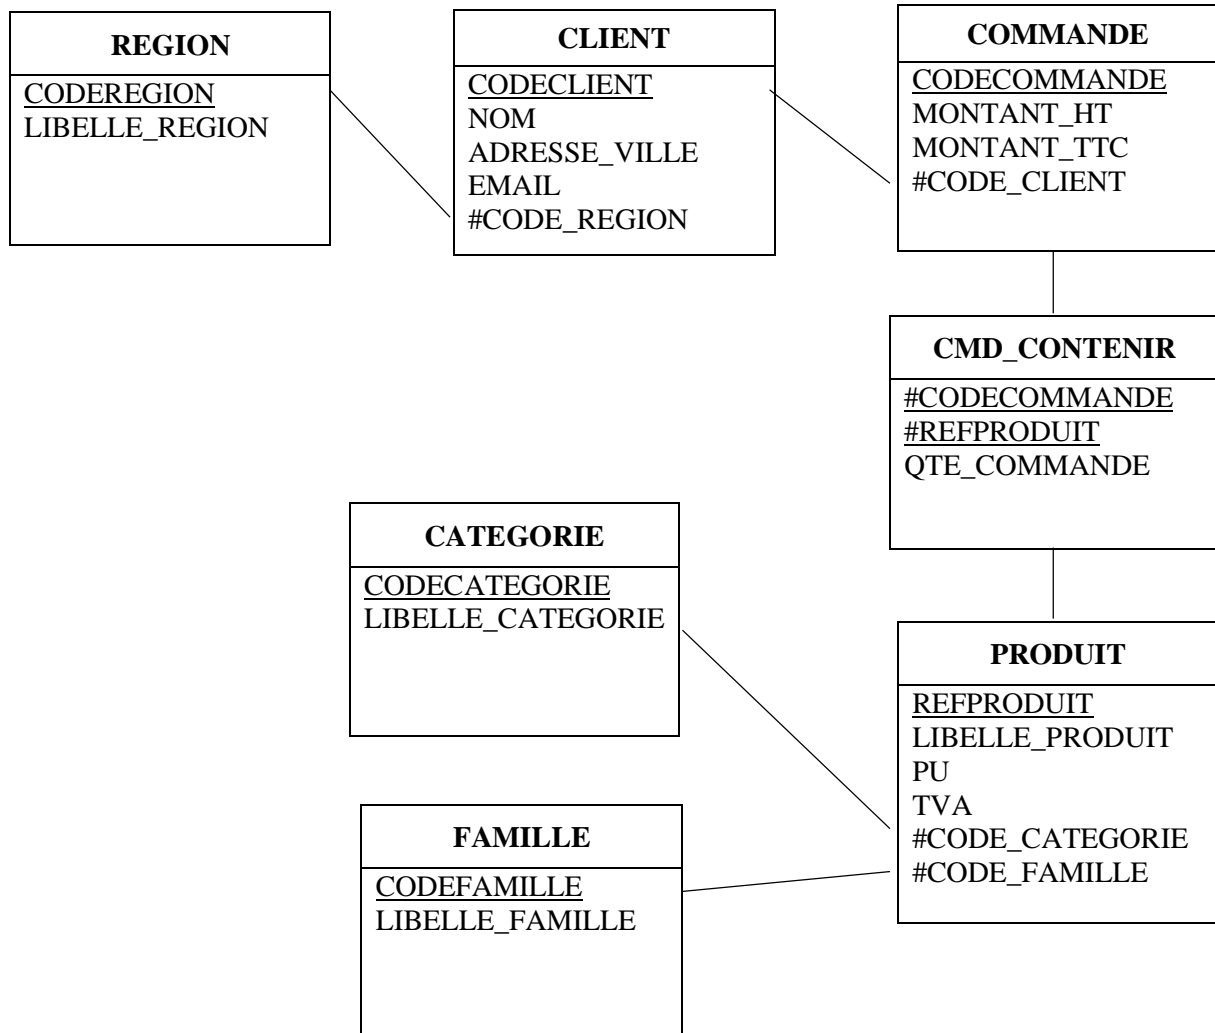 REGION
CODEREGION
LIBELLE_REGION
CLIENT
CODECLIENT
NOM
ADRESSE_VILLE
EMAIL
#CODE_REGION
COMMANDE
CODECOMMANDE
MONTANT_HT
MONTANT_TTC
#CODE_CLIENT
CMD_CONTENIR
#CODECOMMANDE
#REFPRODUIT
QTE_COMMANDE
CATEGORIE
CODECATEGORIE
LIBELLE_CATEGORIE
PRODUIT
REFPRODUIT
LIBELLE_PRODUIT
PU
TVA
#CODE_CATEGORIE
#CODE_FAMILLE
FAMILLE
CODEFAMILLE
LIBELLE_FAMILLE